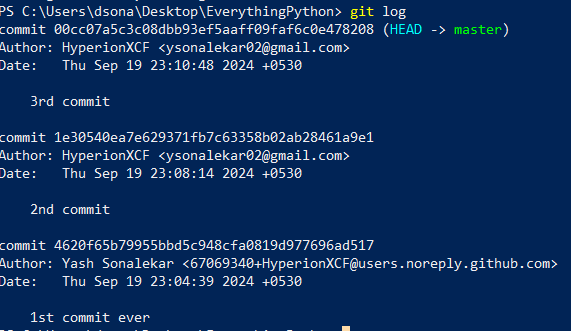 PS C:\Users\dsona\Desktop\EverythingPython> git log
commit 00cc07a5c3c08dbb93ef5aaff09faf6c0e478208 (HEAD -> master)
Author: HyperionXCF <ysonalekar02@gmail.com>
Date:   Thu Sep 19 23:10:48 2024 +0530
    3rd commit
commit 1e30540ea7e629371fb7c63358b02ab28461a9e1
Author: HyperionXCF <ysonalekar02@gmail.com>
Date:   Thu Sep 19 23:08:14 2024 +0530
    2nd commit
commit 4620f65b79955bbd5c948cfa0819d977696ad517
Author: Yash Sonalekar <67069340+HyperionXCF@users.noreply.github.com>
Date:   Thu Sep 19 23:04:39 2024 +0530
    1st commit ever